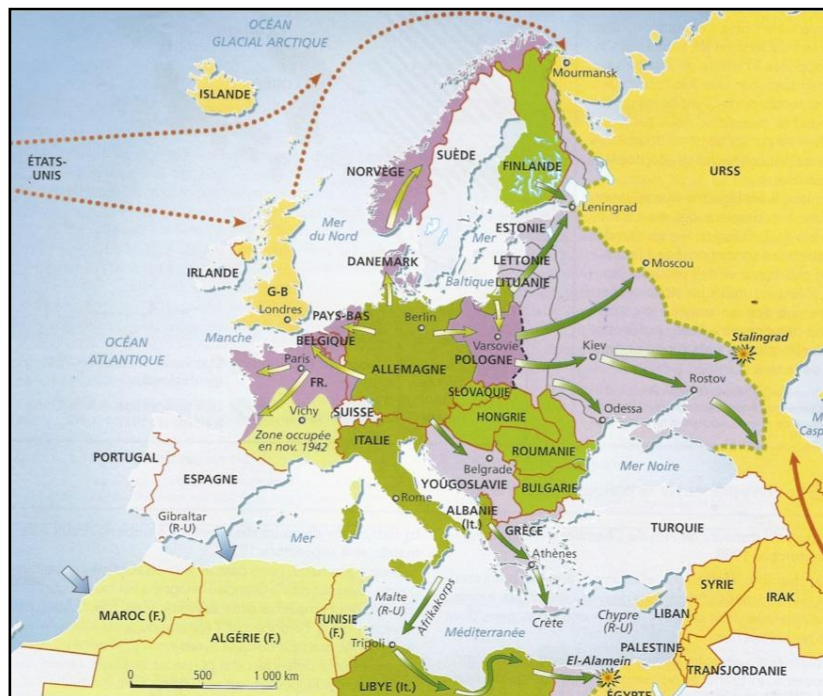 OCÉAN
GLACIAL ARCTIQUE
Mourmansk
ISLANDE
ÉTATS-
UNIS
NORVÈGE
SUÈDE
FINLANDE
URSS
Leningrad
Mer
du Nord
ESTONIE
Mer
Baltique
LETTONIE
LITUANIE
Moscou
IRLANDE
DANEMARK
G-B
Londres
PAYS-BAS
Berlin
Manche
BELGIQUE
Varsovie
POLOGNE
Kiev
Stalingrad
OCÉAN
ATLANTIQUE
Paris
FR.
ALLEMAGNE
Rostov
SLOVAQUIE
Vichy
SUISSE
HONGRIE
Odessa
Zone occupée
en nov. 1942
ITALIE
ROUMANIE
Mer Noire
PORTUGAL
ESPAGNE
Belgrade
YOUGOSLAVIE
BULGARIE
Rome
ALBANIE
(It.)
Gibraltar
(R-U)
Mer
GRÈCE
TURQUIE
Athènes
Malte
(R-U)
Afrikakorps
Crète
Chypre
(R-U)
SYRIE
LIBAN
IRAK
MAROC (F.)
ALGÉRIE (F.)
TUNISIE
(F.)
Tripoli
Méditerranée
PALESTINE
El-Alamein
TRANSJORDANIE
0 500 1 000 km
LIBYE (It.)
ÉGYPTE